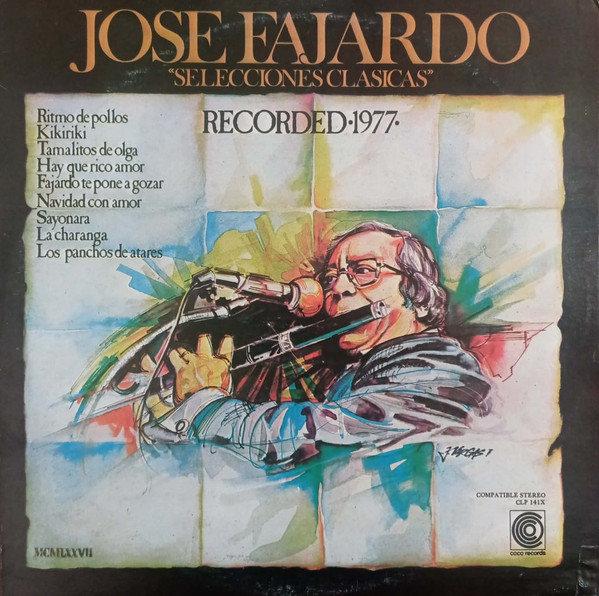 JOSE FAJARDO
"SELECCIONES CLASICAS"
RECORDED·1977·
Ritmo de pollos
Kikiriki
Tamalitos de olga
Hay que rico amor
Fajardo te pone a gozar
Navidad con amor
Sayonara
La charanga
Los panchos de atares
J. VEGAS
COMPATIBLE STEREO
CLP 141X
coco records
MCMLXXVII